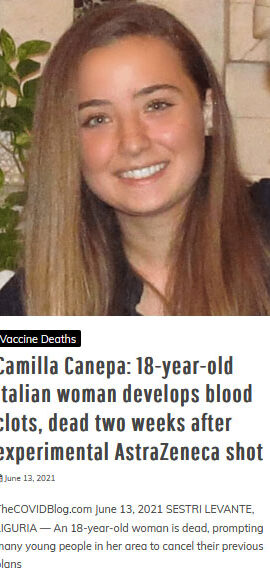 Vaccine Deaths
Camilla Canepa: 18-year-old
Italian woman develops blood
clots, dead two weeks after
experimental AstraZeneca shot
June 13, 2021
TheCOVIDBlog.com June 13, 2021 SESTRI LEVANTE,
LIGURIA — An 18-year-old woman is dead, prompting
many young people in her area to cancel their previous
plans